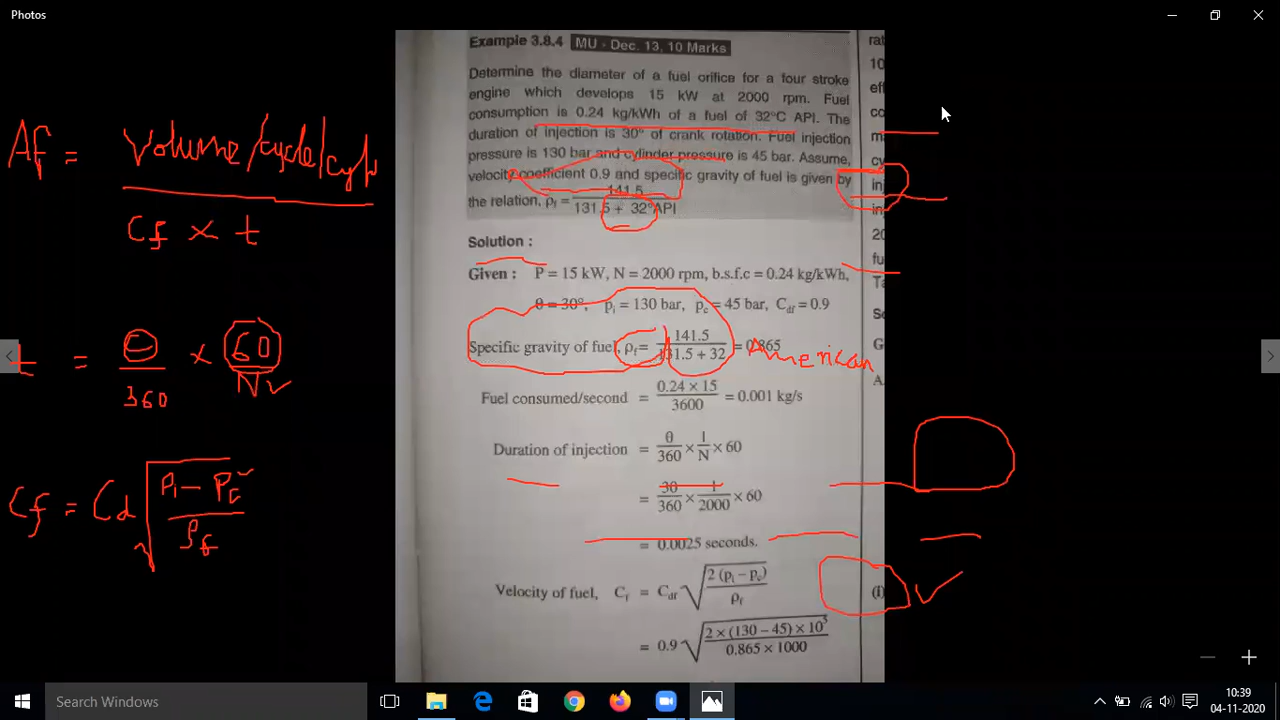 Photos
Example 3.8.4 MU - Dec. 13, 10 Marks
Determine the diameter of a fuel orifice for a four stroke
engine which develops 15 kW at 2000 rpm. Fuel
consumption is 0.24 kg/kWh of a fuel of 32°C API. The
duration of injection is 30° of crank rotation. Fuel injection
pressure is 130 bar and cylinder pressure is 45 bar. Assume,
velocity coefficient 0.9 and specific gravity of fuel is given by
the relation, ρf = 141.5 / 131.5 + 32°API
Solution :
Given : P = 15 kW, N = 2000 rpm, b.s.f.c = 0.24 kg/kWh,
θ = 30°, pi = 130 bar, pc = 45 bar, Cdf = 0.9
Specific gravity of fuel, ρf = 141.5 / 131.5 + 32 = 0.865
American
Fuel consumed/second = 0.24 × 15 / 3600 = 0.001 kg/s
Duration of injection = θ/360 × 1/N × 60
= 30/360 × 1/2000 × 60
= 0.0025 seconds.
Velocity of fuel, Cf = Cdf √ 2 (pi – pc) / ρf (i)
= 0.9 √ 2 × (130 – 45) × 10⁵ / 0.865 × 1000
Af = Volume/cycle/cyl
Cf × t
t = θ/360 × 60/N
Cf = Cd √ Pi – Pc / ρf
Search Windows
10:39
04-11-2020